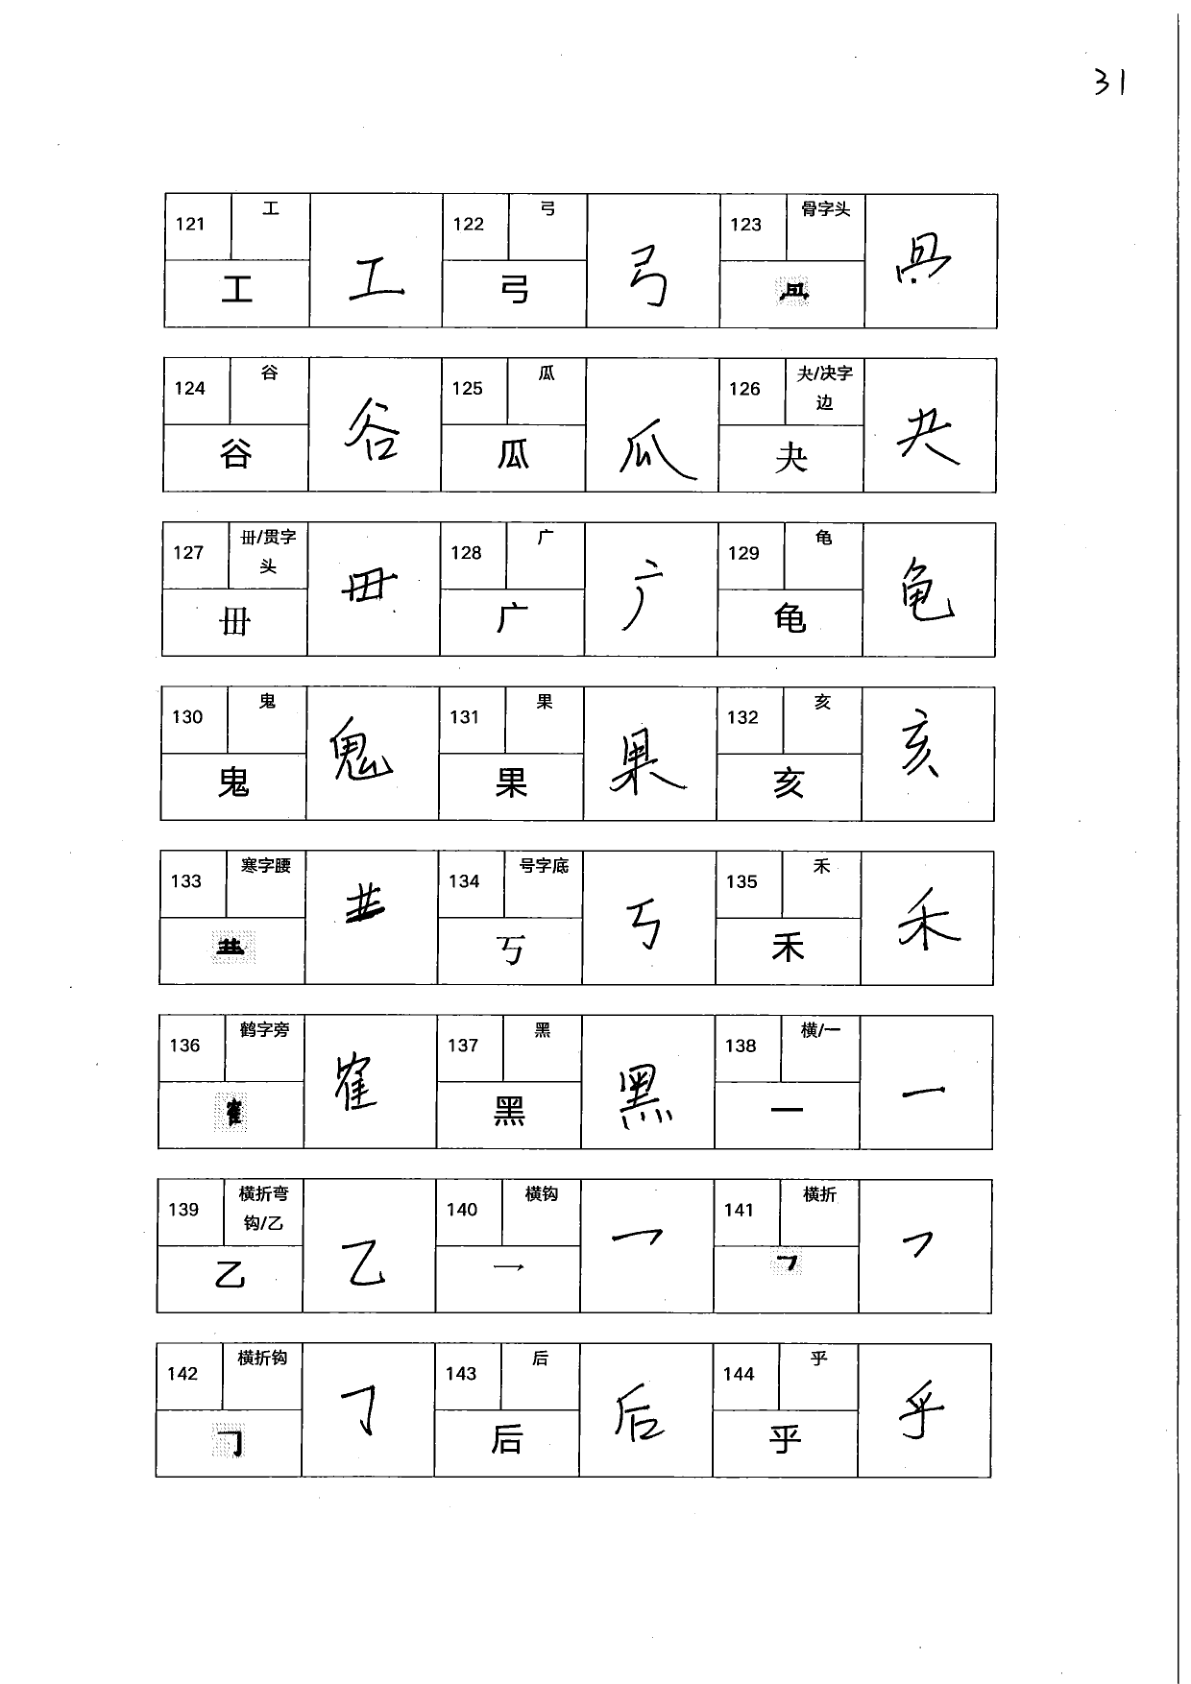 31
121 工 工 工
122 弓 弓 弓
123 骨字头
124 谷 谷 谷
125 瓜 瓜 瓜
126 夬/决字边 夬 夬
127 毌/贯字头 毌 毌
128 广 广 广
129 龟 龟 龟
130 鬼 鬼 鬼
131 果 果 果
132 亥 亥 亥
133 寒字腰
134 号字底 丂 丂
135 禾 禾 禾
136 鹤字旁
137 黑 黑 黑
138 横/一 一 一
139 横折弯钩/乙 乙 乙
140 横钩 乛 乛
141 横折 ㇇ ㇇
142 横折钩 𠃌 𠃌
143 后 后 后
144 乎 乎 乎